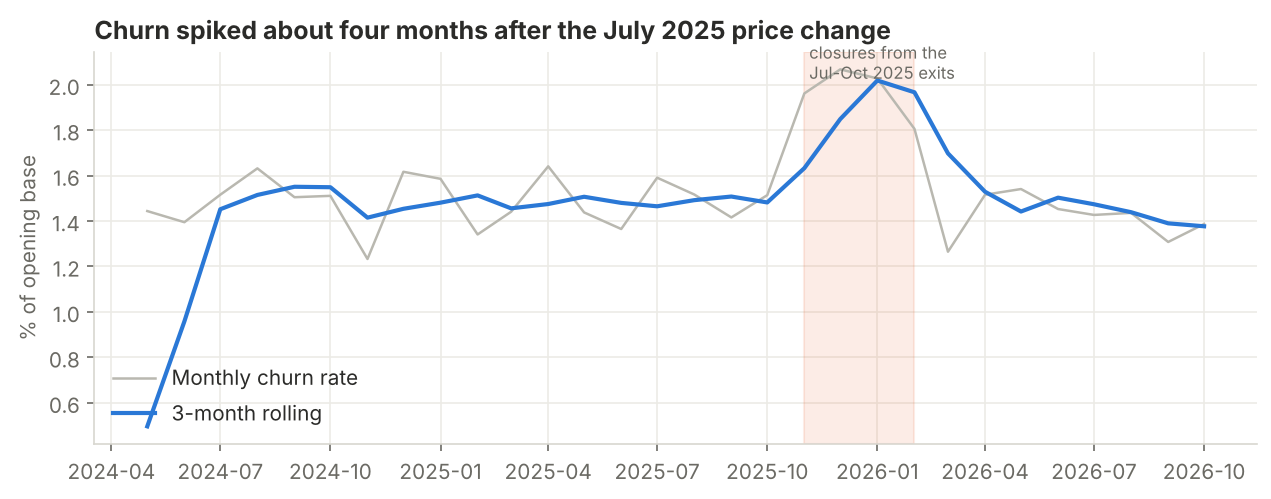 Churn spiked about four months after the July 2025 price change
closures from the
Jul-Oct 2025 exits
% of opening base
2.0
1.8
1.6
1.4
1.2
1.0
0.8
0.6
Monthly churn rate
3-month rolling
2024-04 2024-07 2024-10 2025-01 2025-04 2025-07 2025-10 2026-01 2026-04 2026-07 2026-10